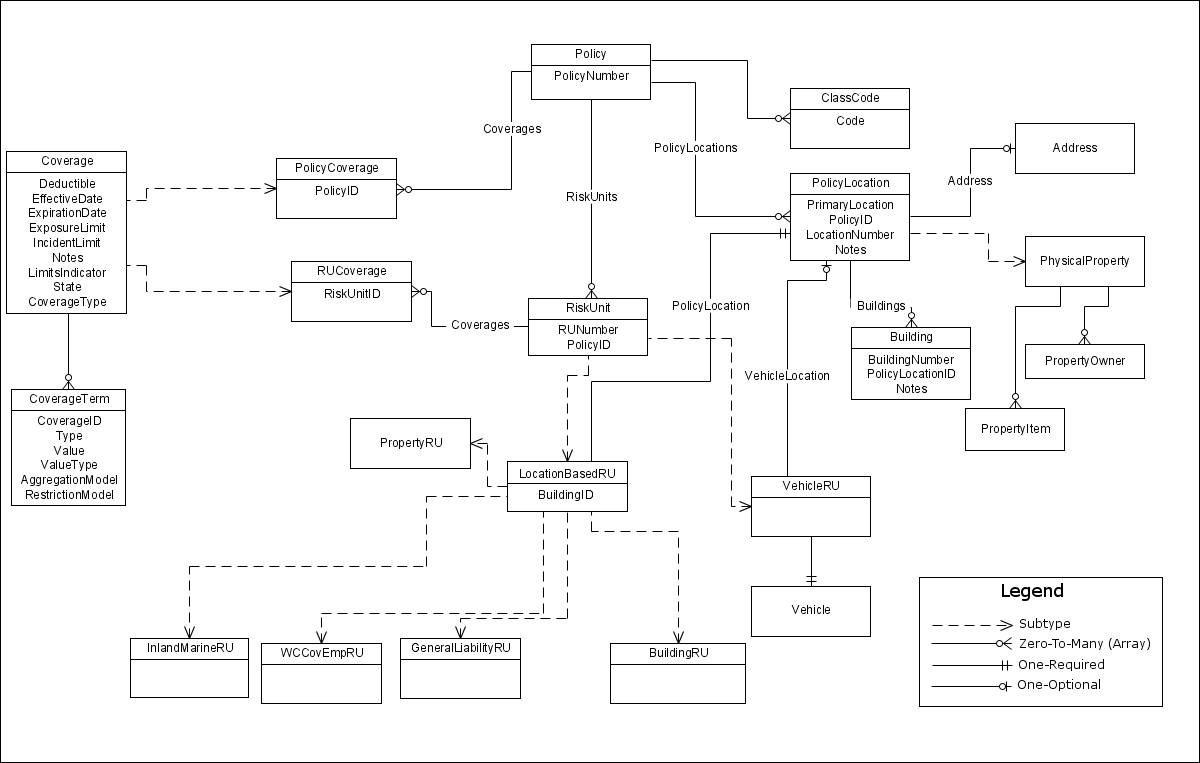 Policy
PolicyNumber
ClassCode
Code
Coverages
PolicyLocations
Address
Address
Coverage
Deductible
EffectiveDate
ExpirationDate
ExposureLimit
IncidentLimit
Notes
LimitsIndicator
State
CoverageType
PolicyCoverage
PolicyID
RiskUnits
PolicyLocation
PrimaryLocation
PolicyID
LocationNumber
Notes
PhysicalProperty
RUCoverage
RiskUnitID
Coverages
RiskUnit
RUNumber
PolicyID
PolicyLocation
Buildings
Building
BuildingNumber
PolicyLocationID
Notes
PropertyOwner
VehicleLocation
PropertyItem
CoverageTerm
CoverageID
Type
Value
ValueType
AggregationModel
RestrictionModel
PropertyRU
LocationBasedRU
BuildingID
VehicleRU
Vehicle
InlandMarineRU
WCCovEmpRU
GeneralLiabilityRU
BuildingRU
Legend
Subtype
Zero-To-Many (Array)
One-Required
One-Optional